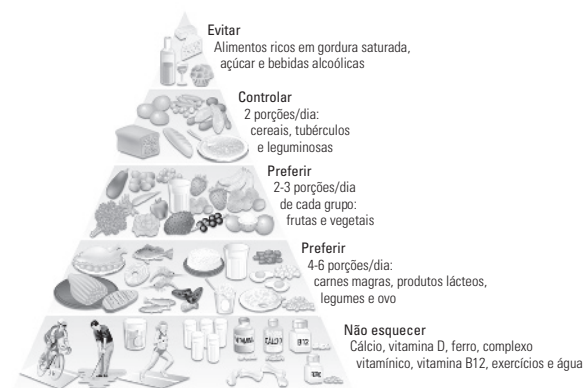 Evitar
Alimentos ricos em gordura saturada,
açúcar e bebidas alcoólicas
Controlar
2 porções/dia:
cereais, tubérculos
e leguminosas
Preferir
2-3 porções/dia
de cada grupo:
frutas e vegetais
Preferir
4-6 porções/dia:
carnes magras, produtos lácteos,
legumes e ovo
Não esquecer
Cálcio, vitamina D, ferro, complexo
vitamínico, vitamina B12, exercícios e água
B12